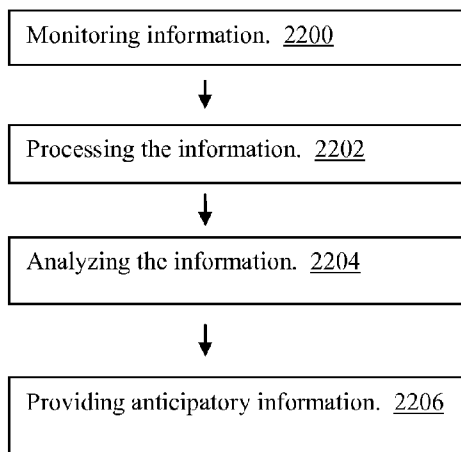 Monitoring information. 2200
Processing the information. 2202
Analyzing the information. 2204
Providing anticipatory information. 2206